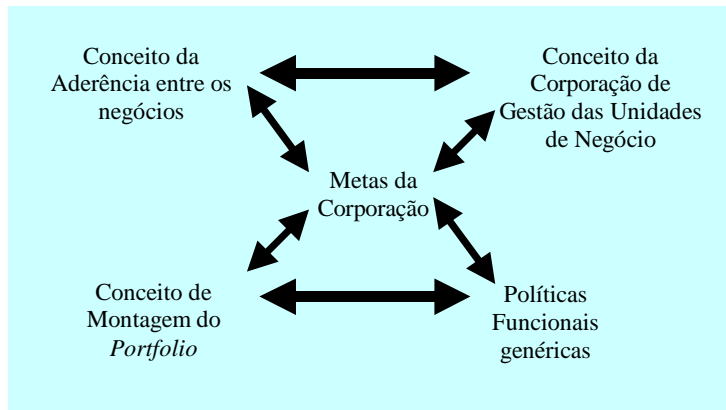 Conceito da
Aderência entre os
negócios
Conceito da
Corporação de
Gestão das Unidades
de Negócio
Metas da
Corporação
Conceito de
Montagem do
Portfolio
Políticas
Funcionais
genéricas